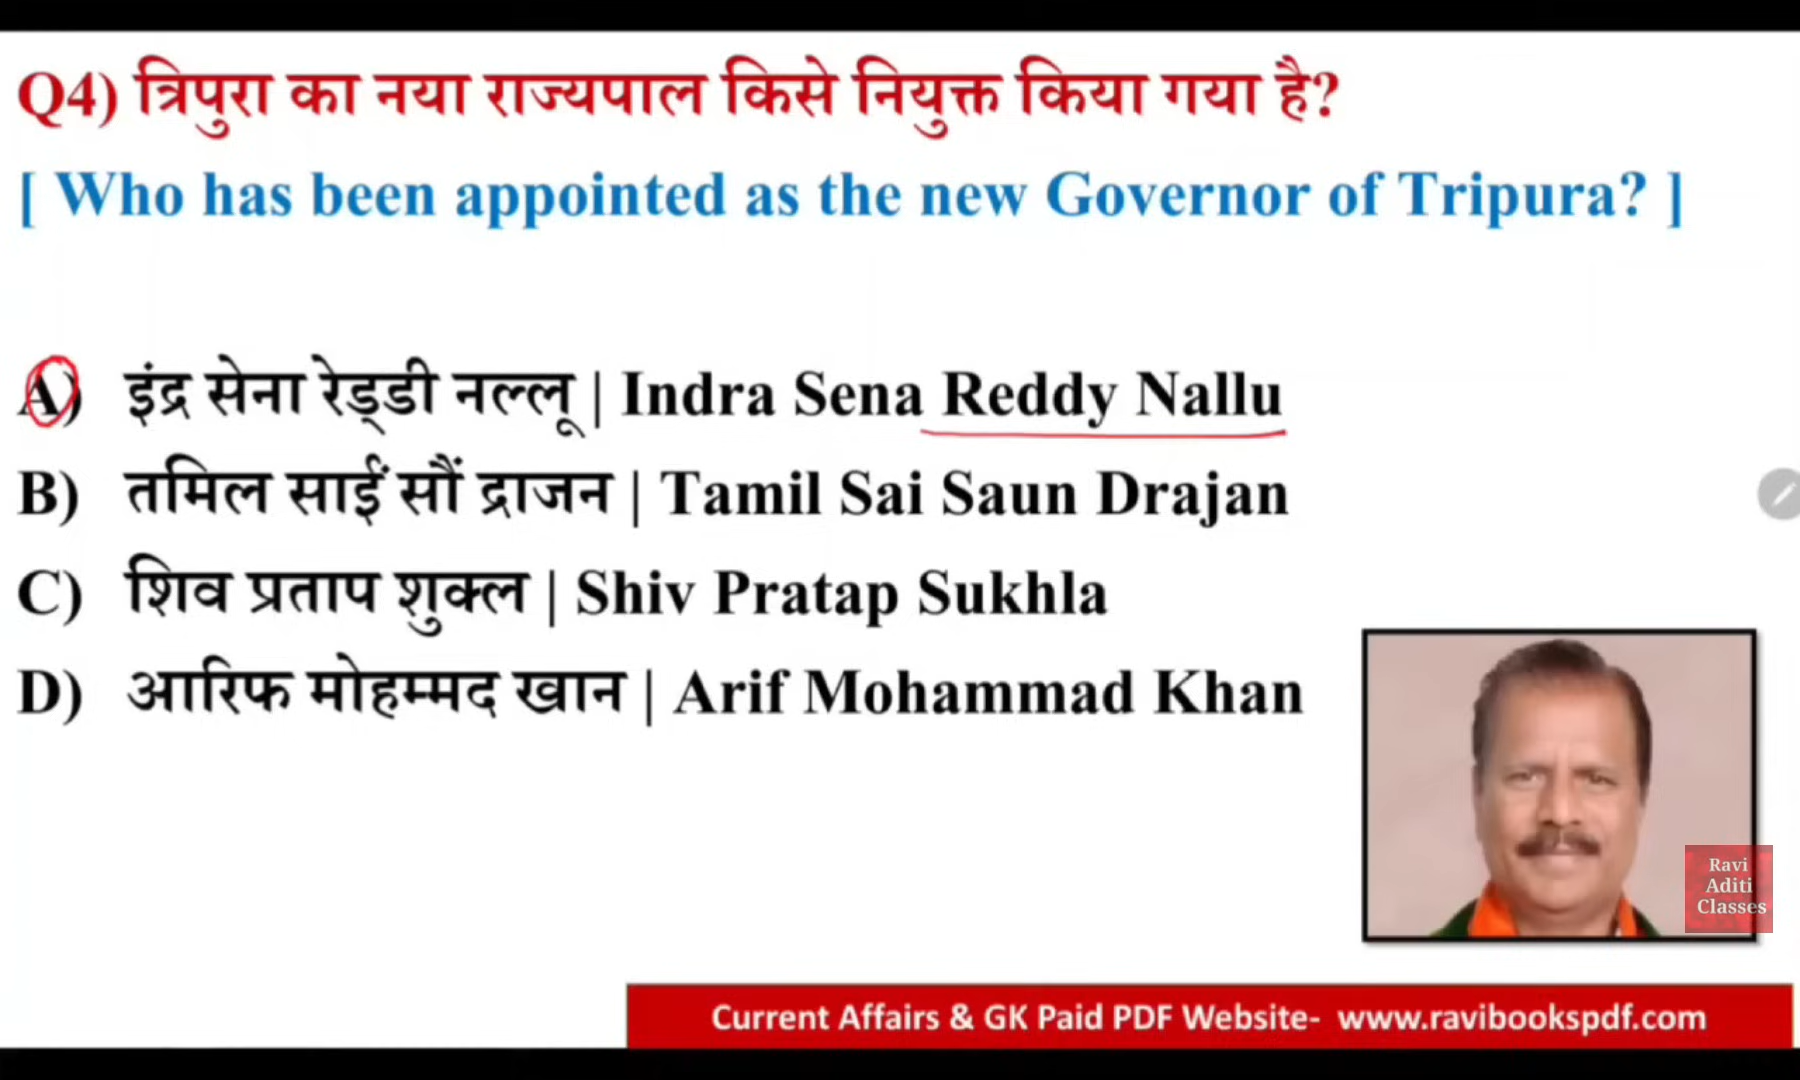 Q4) त्रिपुरा का नया राज्यपाल किसे नियुक्त किया गया है?
[ Who has been appointed as the new Governor of Tripura? ]
A) इंद्र सेना रेड्डी नल्लू | Indra Sena Reddy Nallu
B) तमिल साईं सौं द्राजन | Tamil Sai Saun Drajan
C) शिव प्रताप शुक्ल | Shiv Pratap Sukhla
D) आरिफ मोहम्मद खान | Arif Mohammad Khan
Ravi
Aditi
Classes
Current Affairs & GK Paid PDF Website- www.ravibookspdf.com